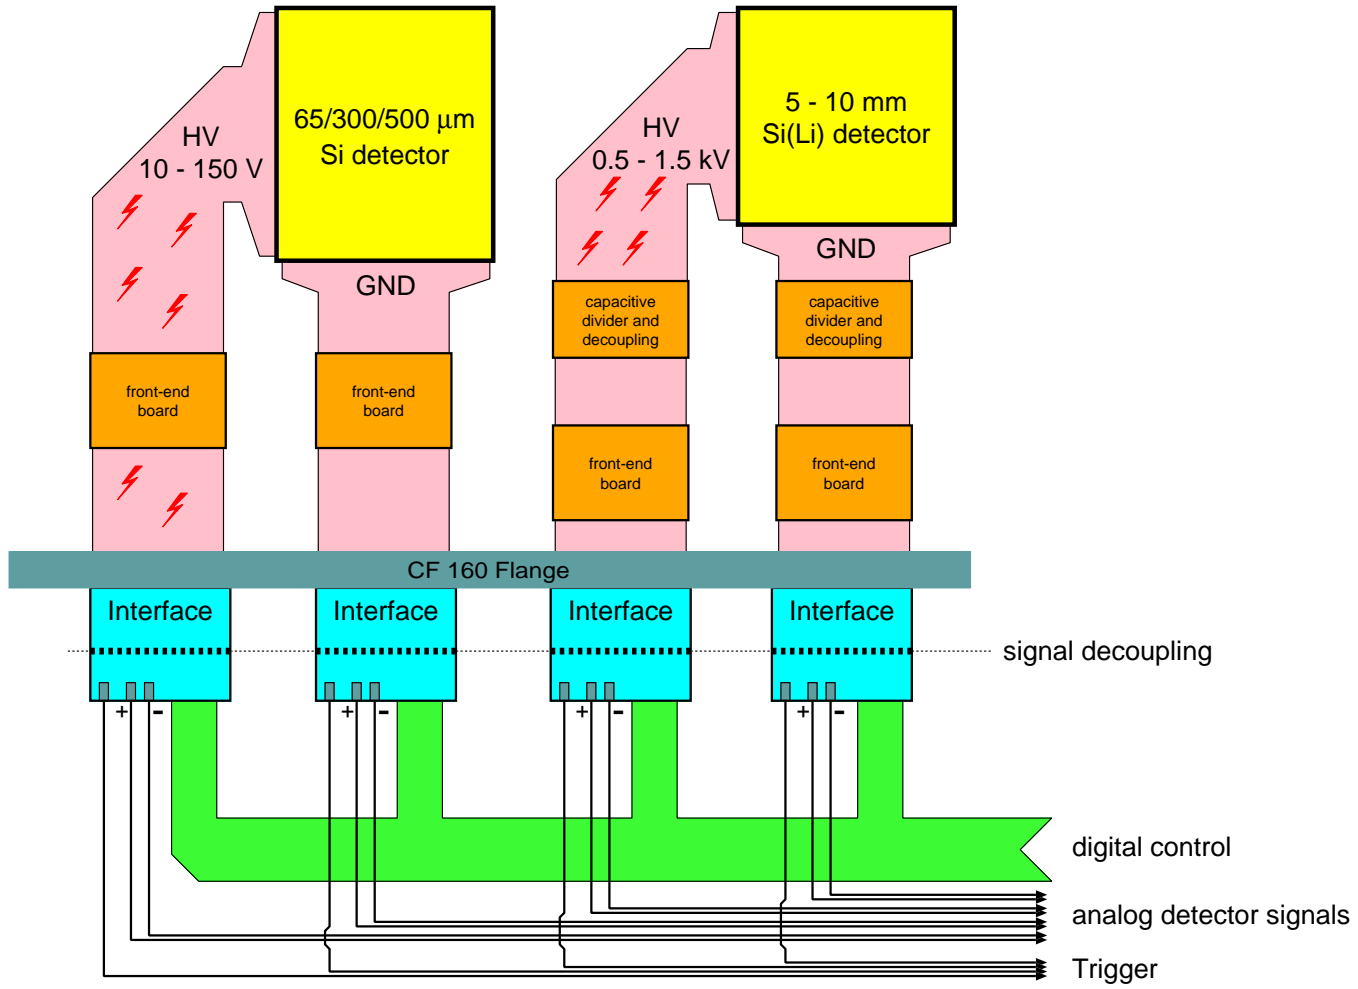 65/300/500 μm
Si detector
HV
10 - 150 V
GND
5 - 10 mm
Si(Li) detector
HV
0.5 - 1.5 kV
GND
capacitive
divider and
decoupling
capacitive
divider and
decoupling
front-end
board
front-end
board
front-end
board
front-end
board
CF 160 Flange
Interface
Interface
Interface
Interface
signal decoupling
+ -
+ -
+ -
+ -
digital control
analog detector signals
Trigger